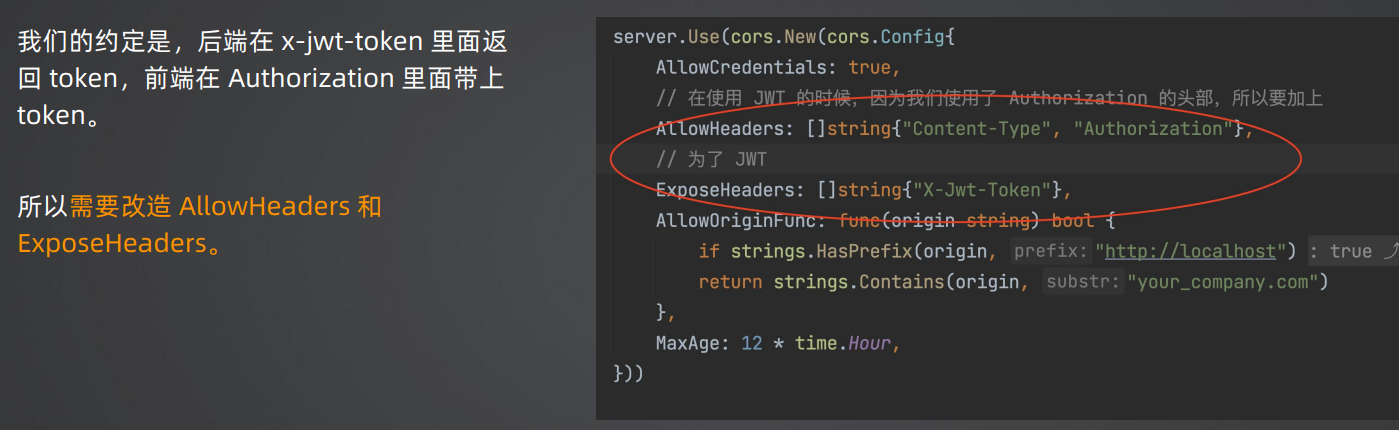 我们的约定是，后端在 x-jwt-token 里面返
回 token，前端在 Authorization 里面带上
token。
所以需要改造 AllowHeaders 和
ExposeHeaders。
server.Use(cors.New(cors.Config{
AllowCredentials: true,
// 在使用 JWT 的时候，因为我们使用了 Authorization 的头部，所以要加上
AllowHeaders: []string{"Content-Type", "Authorization"},
// 为了 JWT
ExposeHeaders: []string{"X-Jwt-Token"},
AllowOriginFunc: func(origin string) bool {
if strings.HasPrefix(origin, prefix: "http://localhost") : true
return strings.Contains(origin, substr: "your_company.com")
},
MaxAge: 12 * time.Hour,
}))